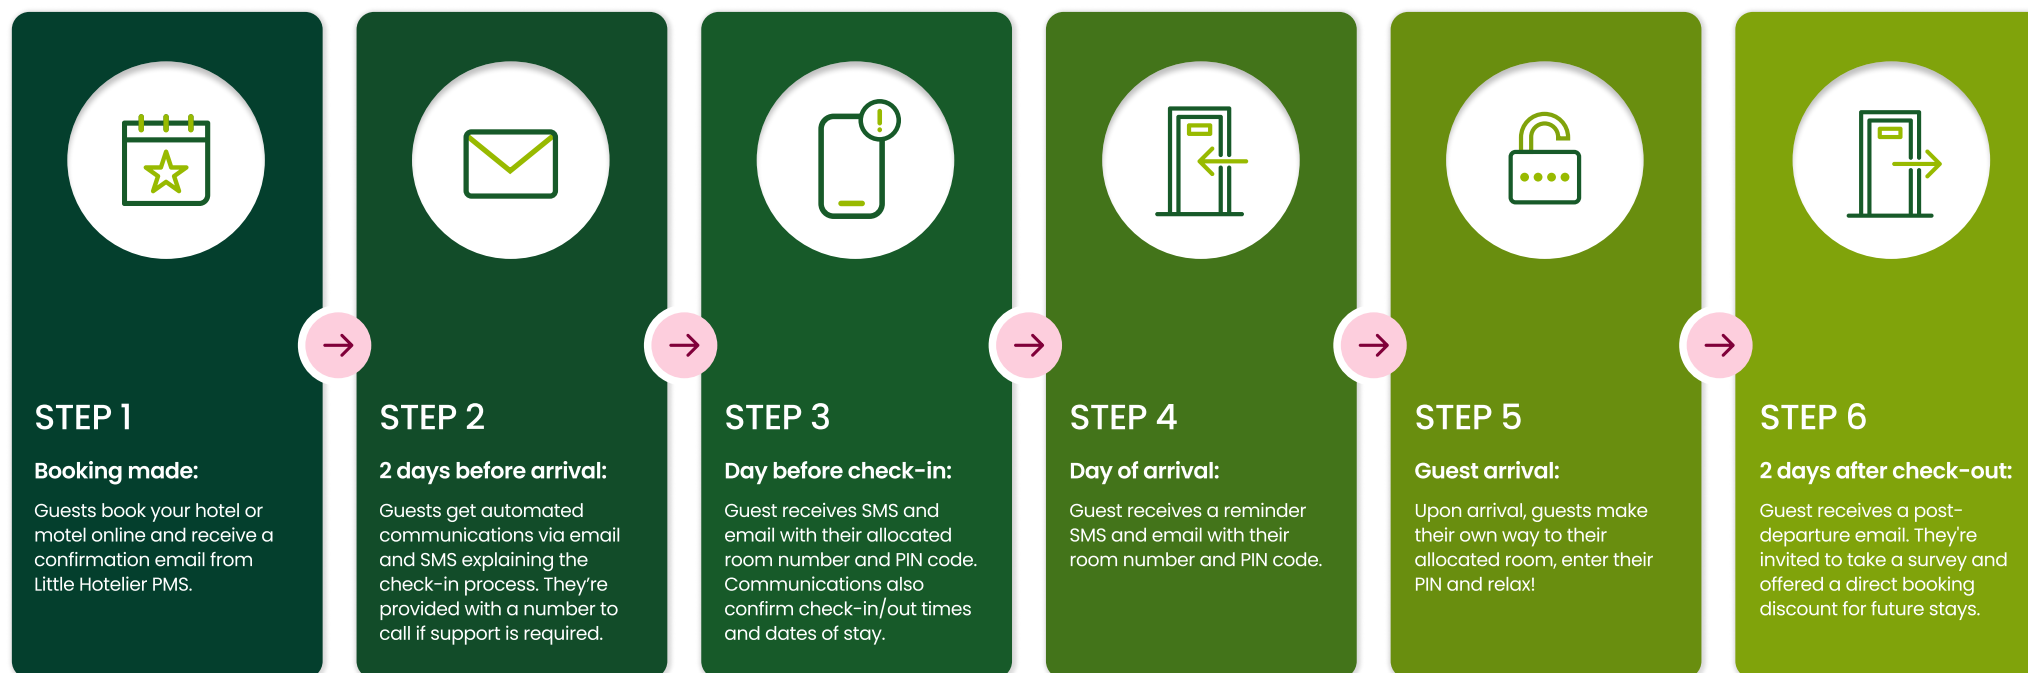 STEP 1
Booking made:
Guests book your hotel or
motel online and receive a
confirmation email from
Little Hotelier PMS.
STEP 2
2 days before arrival:
Guests get automated
communications via email
and SMS explaining the
check-in process. They’re
provided with a number to
call if support is required.
STEP 3
Day before check-in:
Guest receives SMS and
email with their allocated
room number and PIN code.
Communications also
confirm check-in/out times
and dates of stay.
STEP 4
Day of arrival:
Guest receives a reminder
SMS and email with their
room number and PIN code.
STEP 5
Guest arrival:
Upon arrival, guests make
their own way to their
allocated room, enter their
PIN and relax!
STEP 6
2 days after check-out:
Guest receives a post-
departure email. They're
invited to take a survey and
offered a direct booking
discount for future stays.